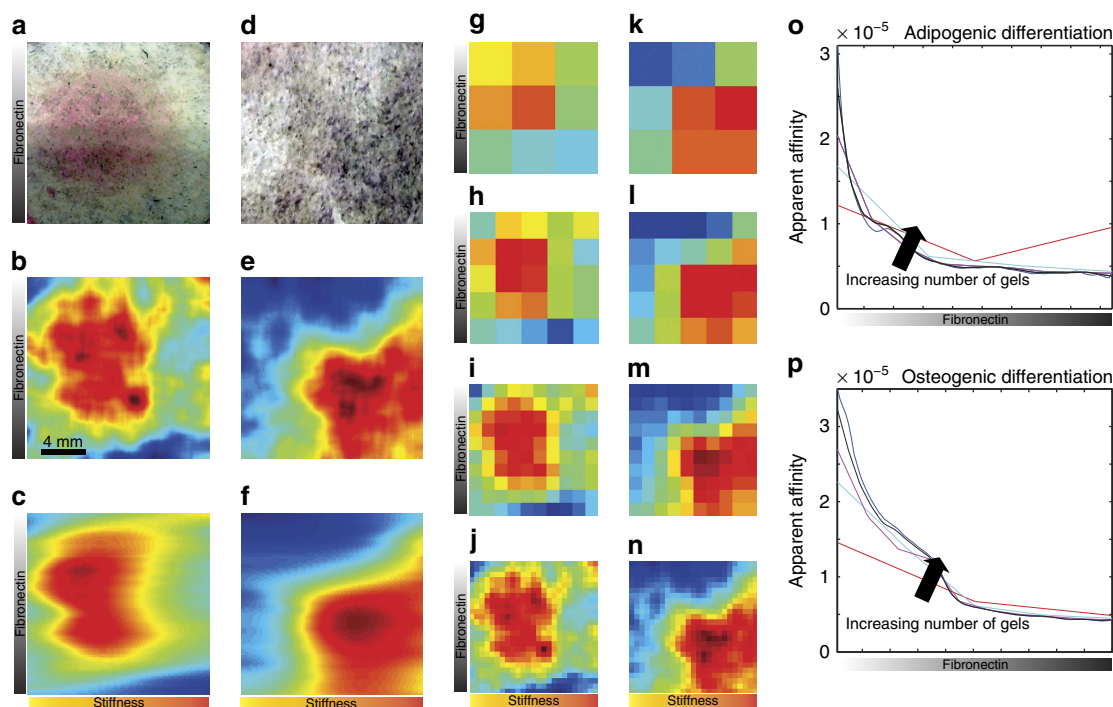 a
d
g
k
o
Fibronectin
Fibronectin
× 10⁻⁵
Adipogenic differentiation
3
2
1
0
Apparent affinity
Increasing number of gels
Fibronectin
h
l
Fibronectin
b
e
Fibronectin
4 mm
i
m
Fibronectin
p
× 10⁻⁵
Osteogenic differentiation
3
2
1
0
Apparent affinity
Increasing number of gels
Fibronectin
c
f
Fibronectin
Stiffness
j
n
Fibronectin
Stiffness